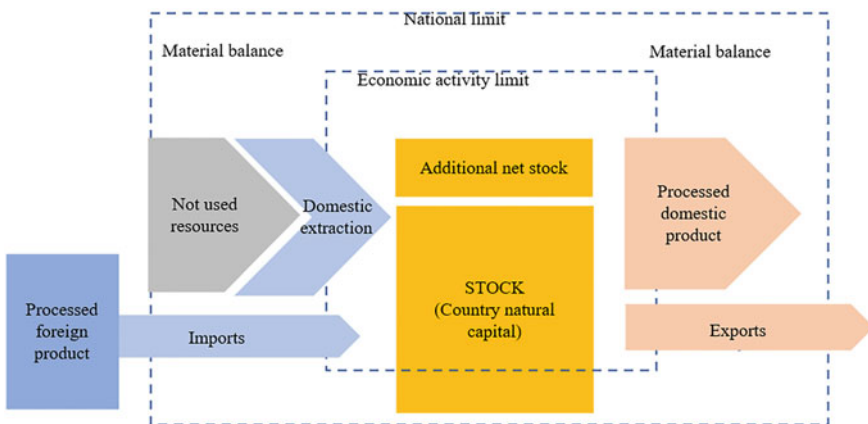 National limit
Material balance
Material balance
Economic activity limit
Not used
resources
Domestic
extraction
Additional net stock
Processed
domestic
product
STOCK
(Country natural
capital)
Processed
foreign
product
Imports
Exports